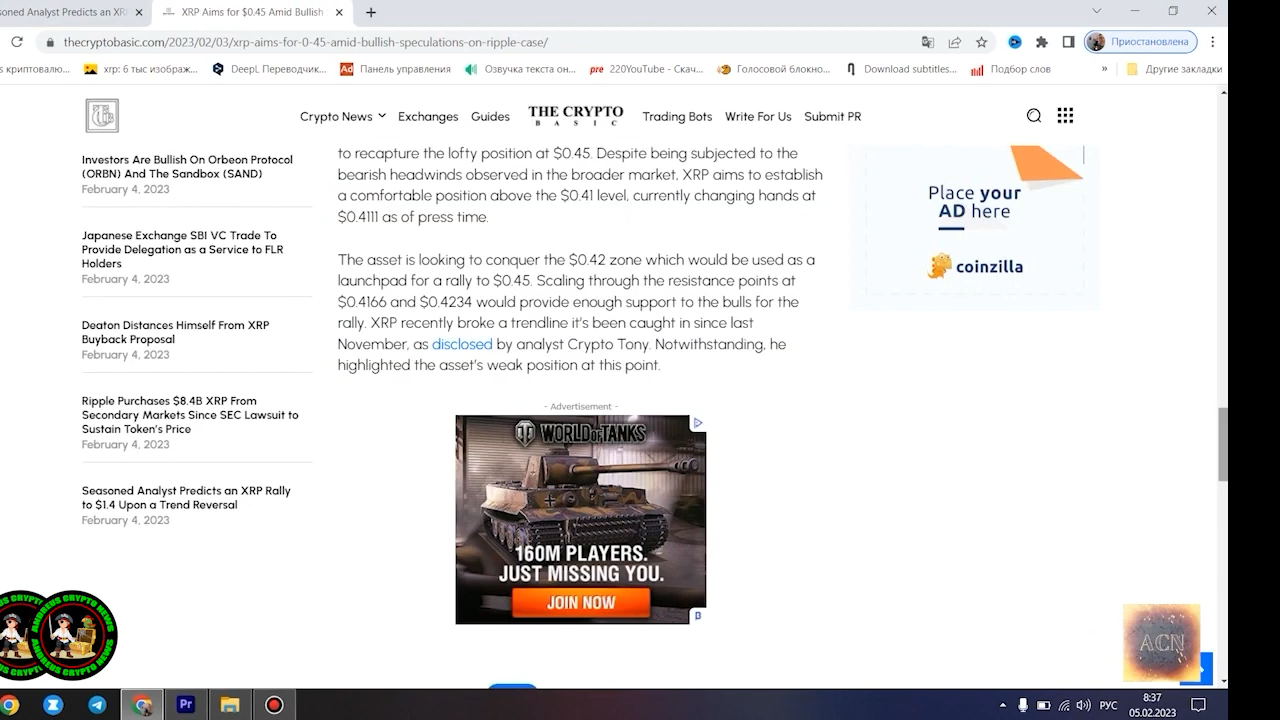 soned Analyst Predicts an XRI
XRP Aims for $0.45 Amid Bullish
thecryptobasic.com/2023/02/03/xrp-aims-for-0-45-amid-bullish-speculations-on-ripple-case/
Приостановлена
s криптовалю...
xrp: 6 тыс изображ...
DeepL Переводчик...
Ad
Панель управления
Озвучка текста он...
pre
220YouTube - Скач...
Голосовой блокно...
Download subtitles...
Подбор слов
»
Другие закладки
Crypto News
Exchanges
Guides
THE CRYPTO
BASIC
Trading Bots
Write For Us
Submit PR
Investors Are Bullish On Orbeon Protocol
(ORBN) And The Sandbox (SAND)
February 4, 2023
Japanese Exchange SBI VC Trade To
Provide Delegation as a Service to FLR
Holders
February 4, 2023
Deaton Distances Himself From XRP
Buyback Proposal
February 4, 2023
Ripple Purchases $8.4B XRP From
Secondary Markets Since SEC Lawsuit to
Sustain Token's Price
February 4, 2023
Seasoned Analyst Predicts an XRP Rally
to $1.4 Upon a Trend Reversal
February 4, 2023
to recapture the lofty position at $0.45. Despite being subjected to the
bearish headwinds observed in the broader market, XRP aims to establish
a comfortable position above the $0.41 level, currently changing hands at
$0.4111 as of press time.
The asset is looking to conquer the $0.42 zone which would be used as a
launchpad for a rally to $0.45. Scaling through the resistance points at
$0.4166 and $0.4234 would provide enough support to the bulls for the
rally. XRP recently broke a trendline it's been caught in since last
November, as disclosed by analyst Crypto Tony. Notwithstanding, he
highlighted the asset's weak position at this point.
- Advertisement -
WORLD OF TANKS
160M PLAYERS.
JUST MISSING YOU.
JOIN NOW
Place your
AD here
coinzilla
ANDREUS CRYPTO NEWS
ACN
Pr
РУС
8:37
05.02.2023